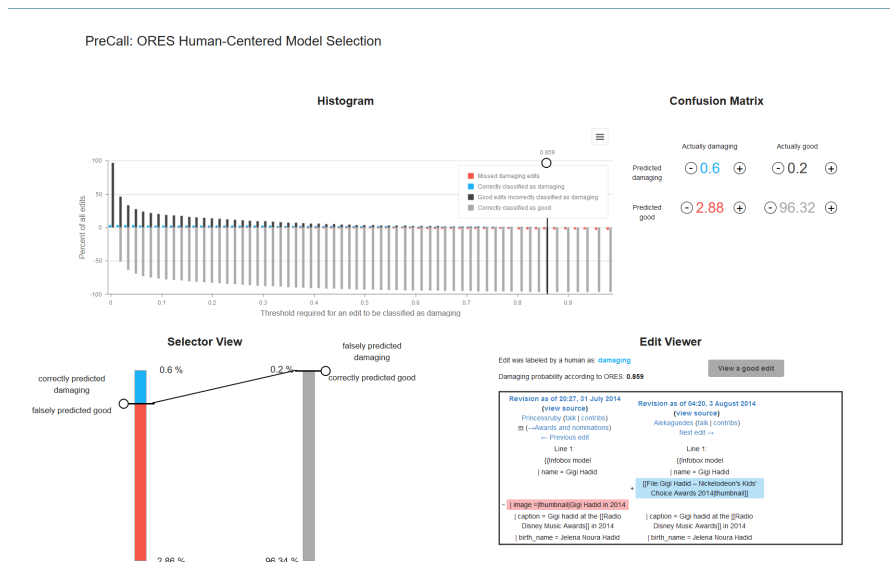 PreCall: ORES Human-Centered Model Selection
Histogram
0.859
Missed damaging edits
Correctly classified as damaging
Good edits incorrectly classified as damaging
Correctly classified as good
Percent of all edits
100
50
0
-50
-100
0 0.1 0.2 0.3 0.4 0.5 0.6 0.7 0.8 0.9
Threshold required for an edit to be classified as damaging
Confusion Matrix
Actually damaging Actually good
Predicted
damaging
- 0.6 + - 0.2 +
Predicted
good
- 2.88 + - 96.32 +
Selector View
falsely predicted
damaging
0.6 % 0.2 %
correctly predicted good
correctly predicted
damaging
falsely predicted good
2.86 % 96.34 %
Edit Viewer
Edit was labeled by a human as: damaging
Damaging probability according to ORES: 0.859
View a good edit
Revision as of 20:27, 31 July 2014
(view source)
Princessruby (talk | contribs)
(→Awards and nominations)
← Previous edit
Revision as of 04:20, 3 August 2014
(view source)
Alekaguedes (talk | contribs)
Next edit →
Line 1: Line 1:
{{Infobox model {{Infobox model
| name = Gigi Hadid | name = Gigi Hadid
+ [[File:Gigi Hadid – Nickelodeon's Kids'
Choice Awards 2014|thumbnail]]
− | image =|thumbnail|Gigi Hadid in 2014
| caption = Gigi hadid at the [[Radio
Disney Music Awards]] in 2014
| caption = Gigi hadid at the [[Radio
Disney Music Awards]] in 2014
| birth_name = Jelena Noura Hadid | birth_name = Jelena Noura Hadid